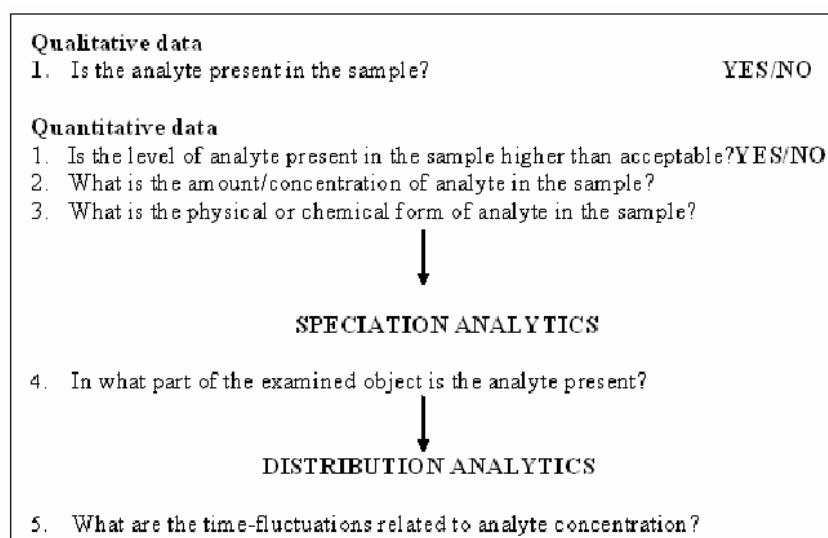 Qualitative data
1. Is the analyte present in the sample? YES/NO
Quantitative data
1. Is the level of analyte present in the sample higher than acceptable?YES/NO
2. What is the amount/concentration of analyte in the sample?
3. What is the physical or chemical form of analyte in the sample?
SPECIATION ANALYTICS
4. In what part of the examined object is the analyte present?
DISTRIBUTION ANALYTICS
5. What are the time-fluctuations related to analyte concentration?